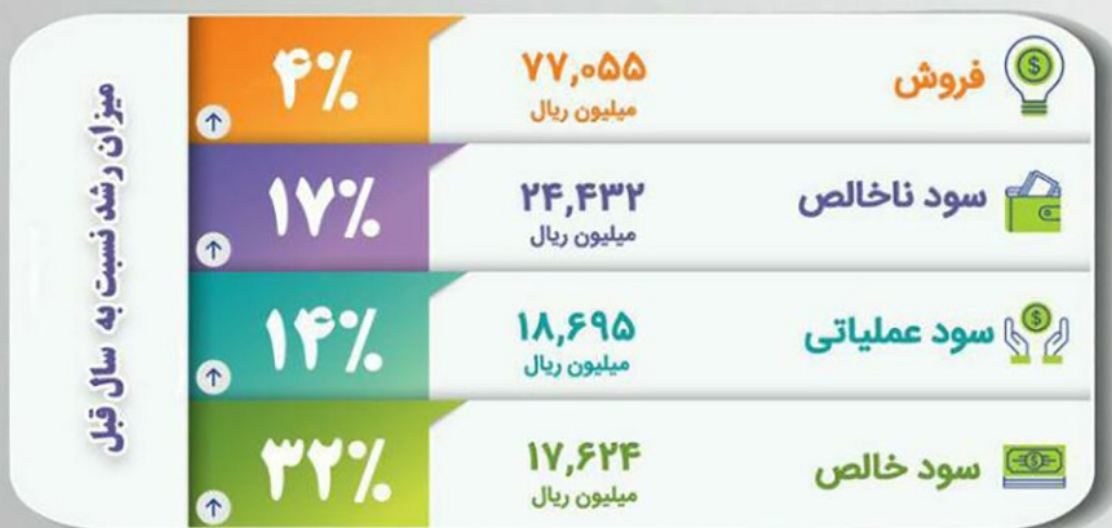 فروش
۷۷,۰۵۵
میلیون ریال
۴%
سود ناخالص
۲۴,۴۳۲
میلیون ریال
۱۷%
سود عملیاتی
۱۸,۶۹۵
میلیون ریال
۱۴%
سود خالص
۱۷,۶۲۴
میلیون ریال
۳۲%
میزان رشد نسبت به سال قبل